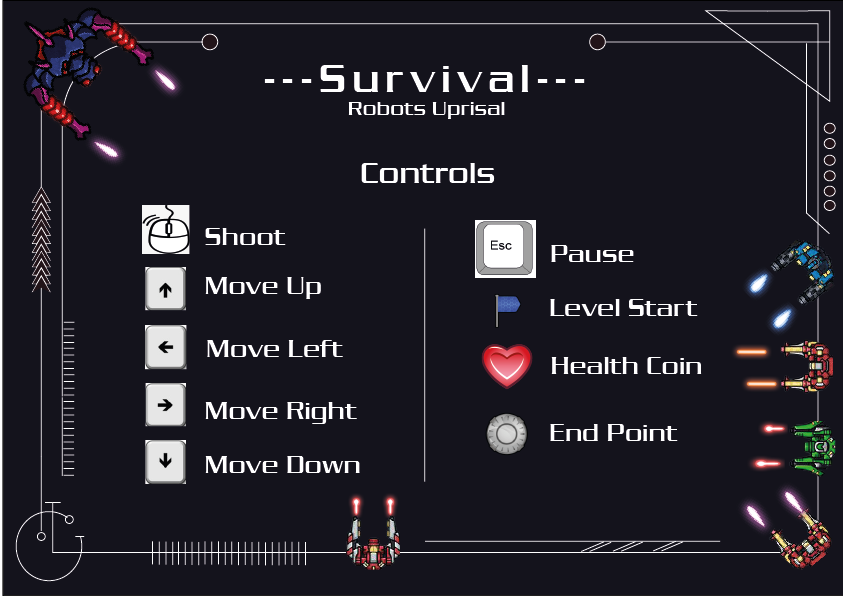 ---Survival---
Robots Uprisal
Controls
Shoot
Move Up
Move Left
Move Right
Move Down
Esc
Pause
Level Start
Health Coin
End Point